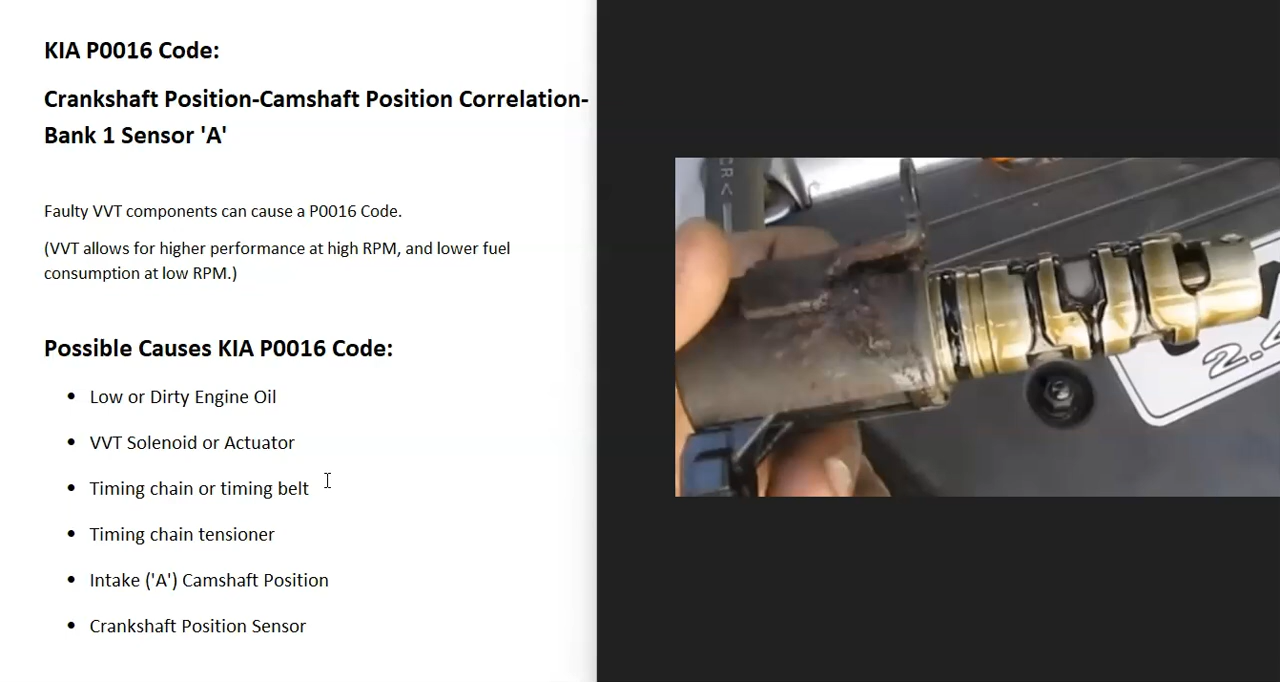 KIA P0016 Code:
Crankshaft Position-Camshaft Position Correlation-
Bank 1 Sensor 'A'
Faulty VVT components can cause a P0016 Code.
(VVT allows for higher performance at high RPM, and lower fuel
consumption at low RPM.)
Possible Causes KIA P0016 Code:
• Low or Dirty Engine Oil
• VVT Solenoid or Actuator
• Timing chain or timing belt
• Timing chain tensioner
• Intake ('A') Camshaft Position
• Crankshaft Position Sensor
2.4